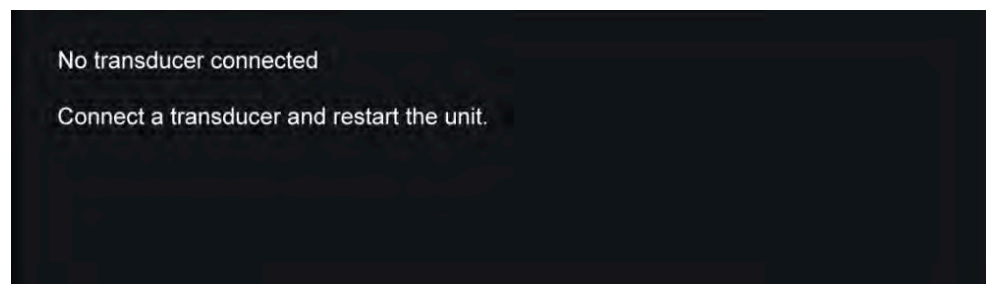 No transducer connected
Connect a transducer and restart the unit.